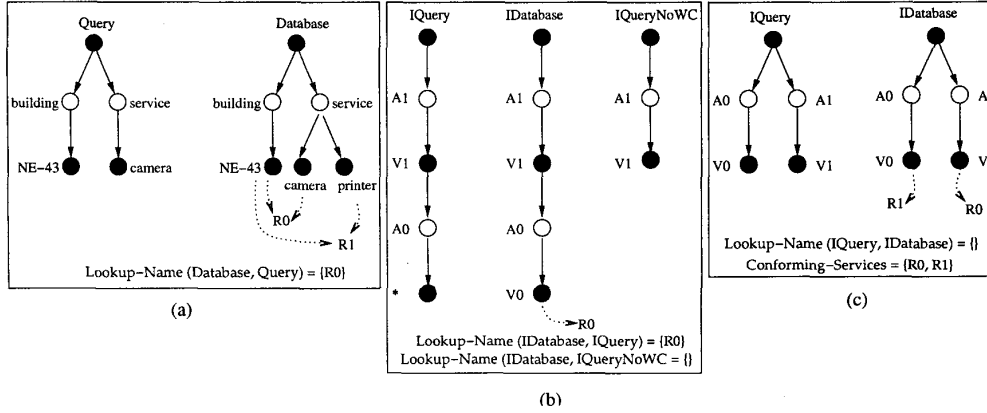 Query
Database
building
service
building
service
NE-43
camera
NE-43
camera
printer
R0
R1
Lookup-Name (Database, Query) = {R0}
(a)
IQuery
IDatabase
IQueryNoWC
A1
A1
A1
V1
V1
V1
A0
A0
*
V0
R0
Lookup-Name (IDatabase, IQuery) = {R0}
Lookup-Name (IDatabase, IQueryNoWC = {}
(b)
IQuery
IDatabase
A0
A1
A0
A
V0
V1
V0
V
R1
R0
Lookup-Name (IQuery, IDatabase) = {}
Conforming-Services = {R0, R1}
(c)